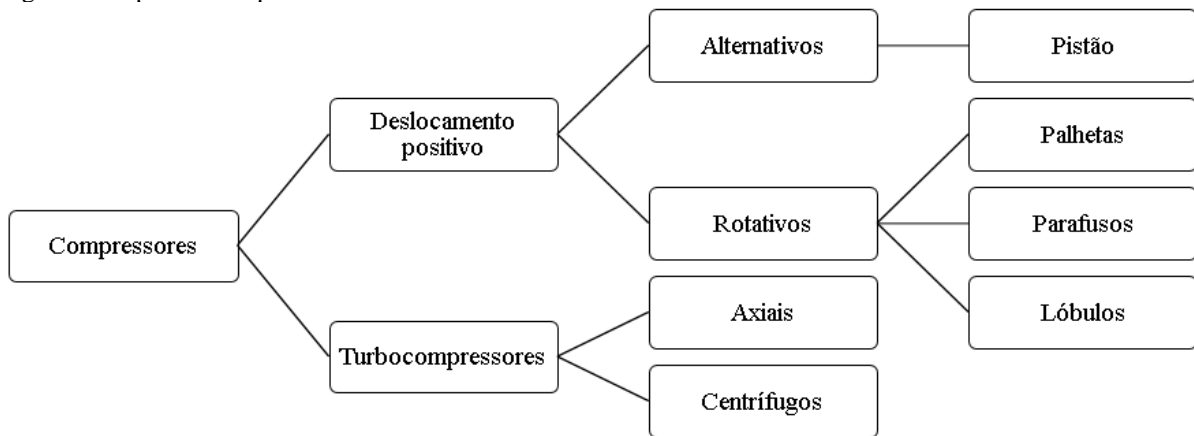 Alternativos
Pistão
Deslocamento
positivo
Palhetas
Rotativos
Parafusos
Compressores
Axiais
Lóbulos
Turbocompressores
Centrífugos